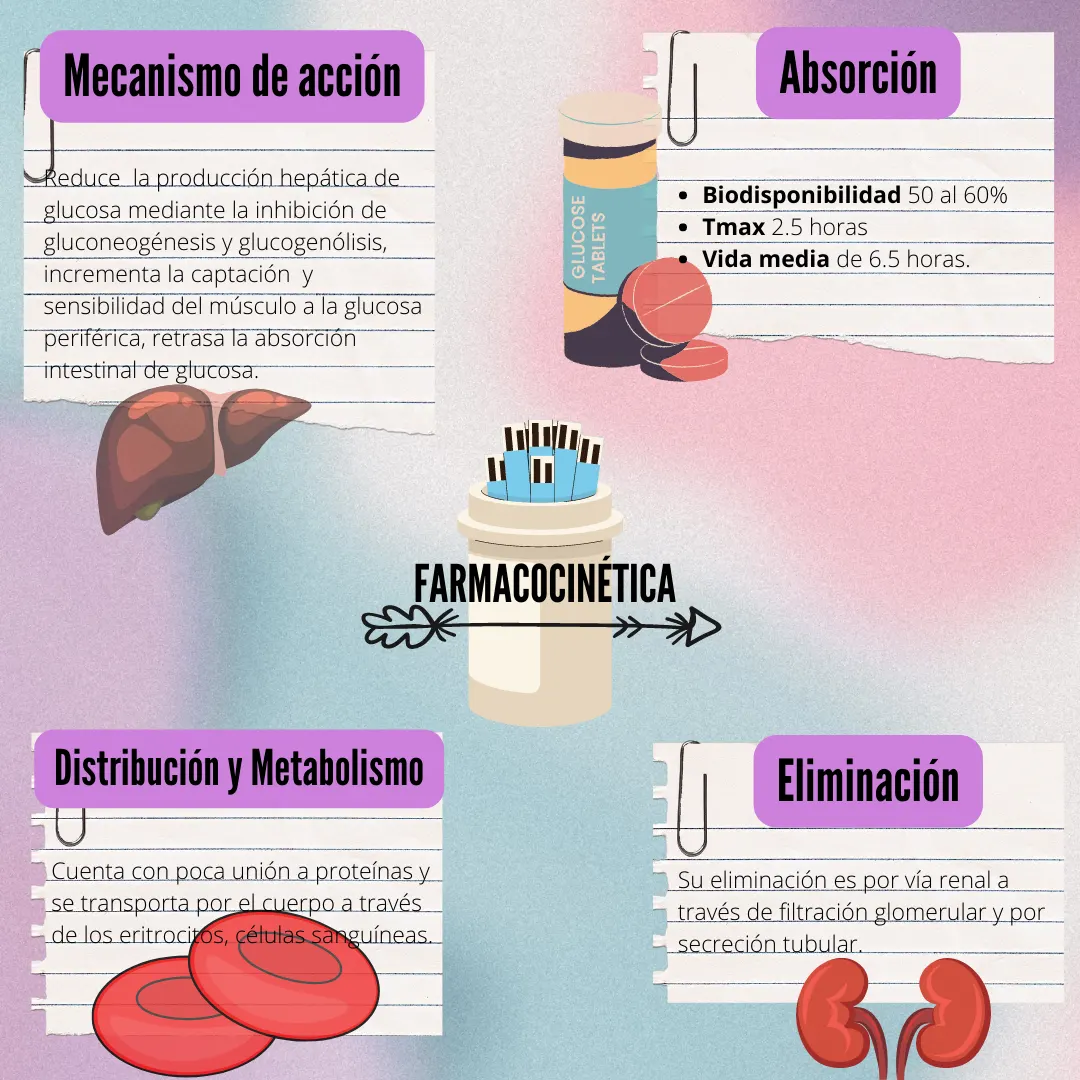 Mecanismo de acción
Reduce  la producción hepática de
glucosa mediante la inhibición de
gluconeogénesis y glucogenólisis,
incrementa la captación  y
sensibilidad del músculo a la glucosa
periférica, retrasa la absorción
intestinal de glucosa.
Absorción
GLUCOSE
TABLETS
• Biodisponibilidad 50 al 60%
• Tmax 2.5 horas
• Vida media de 6.5 horas.
FARMACOCINÉTICA
Distribución y Metabolismo
Cuenta con poca unión a proteínas y
se transporta por el cuerpo a través
de los eritrocitos, células sanguíneas.
Eliminación
Su eliminación es por vía renal a
través de filtración glomerular y por
secreción tubular.